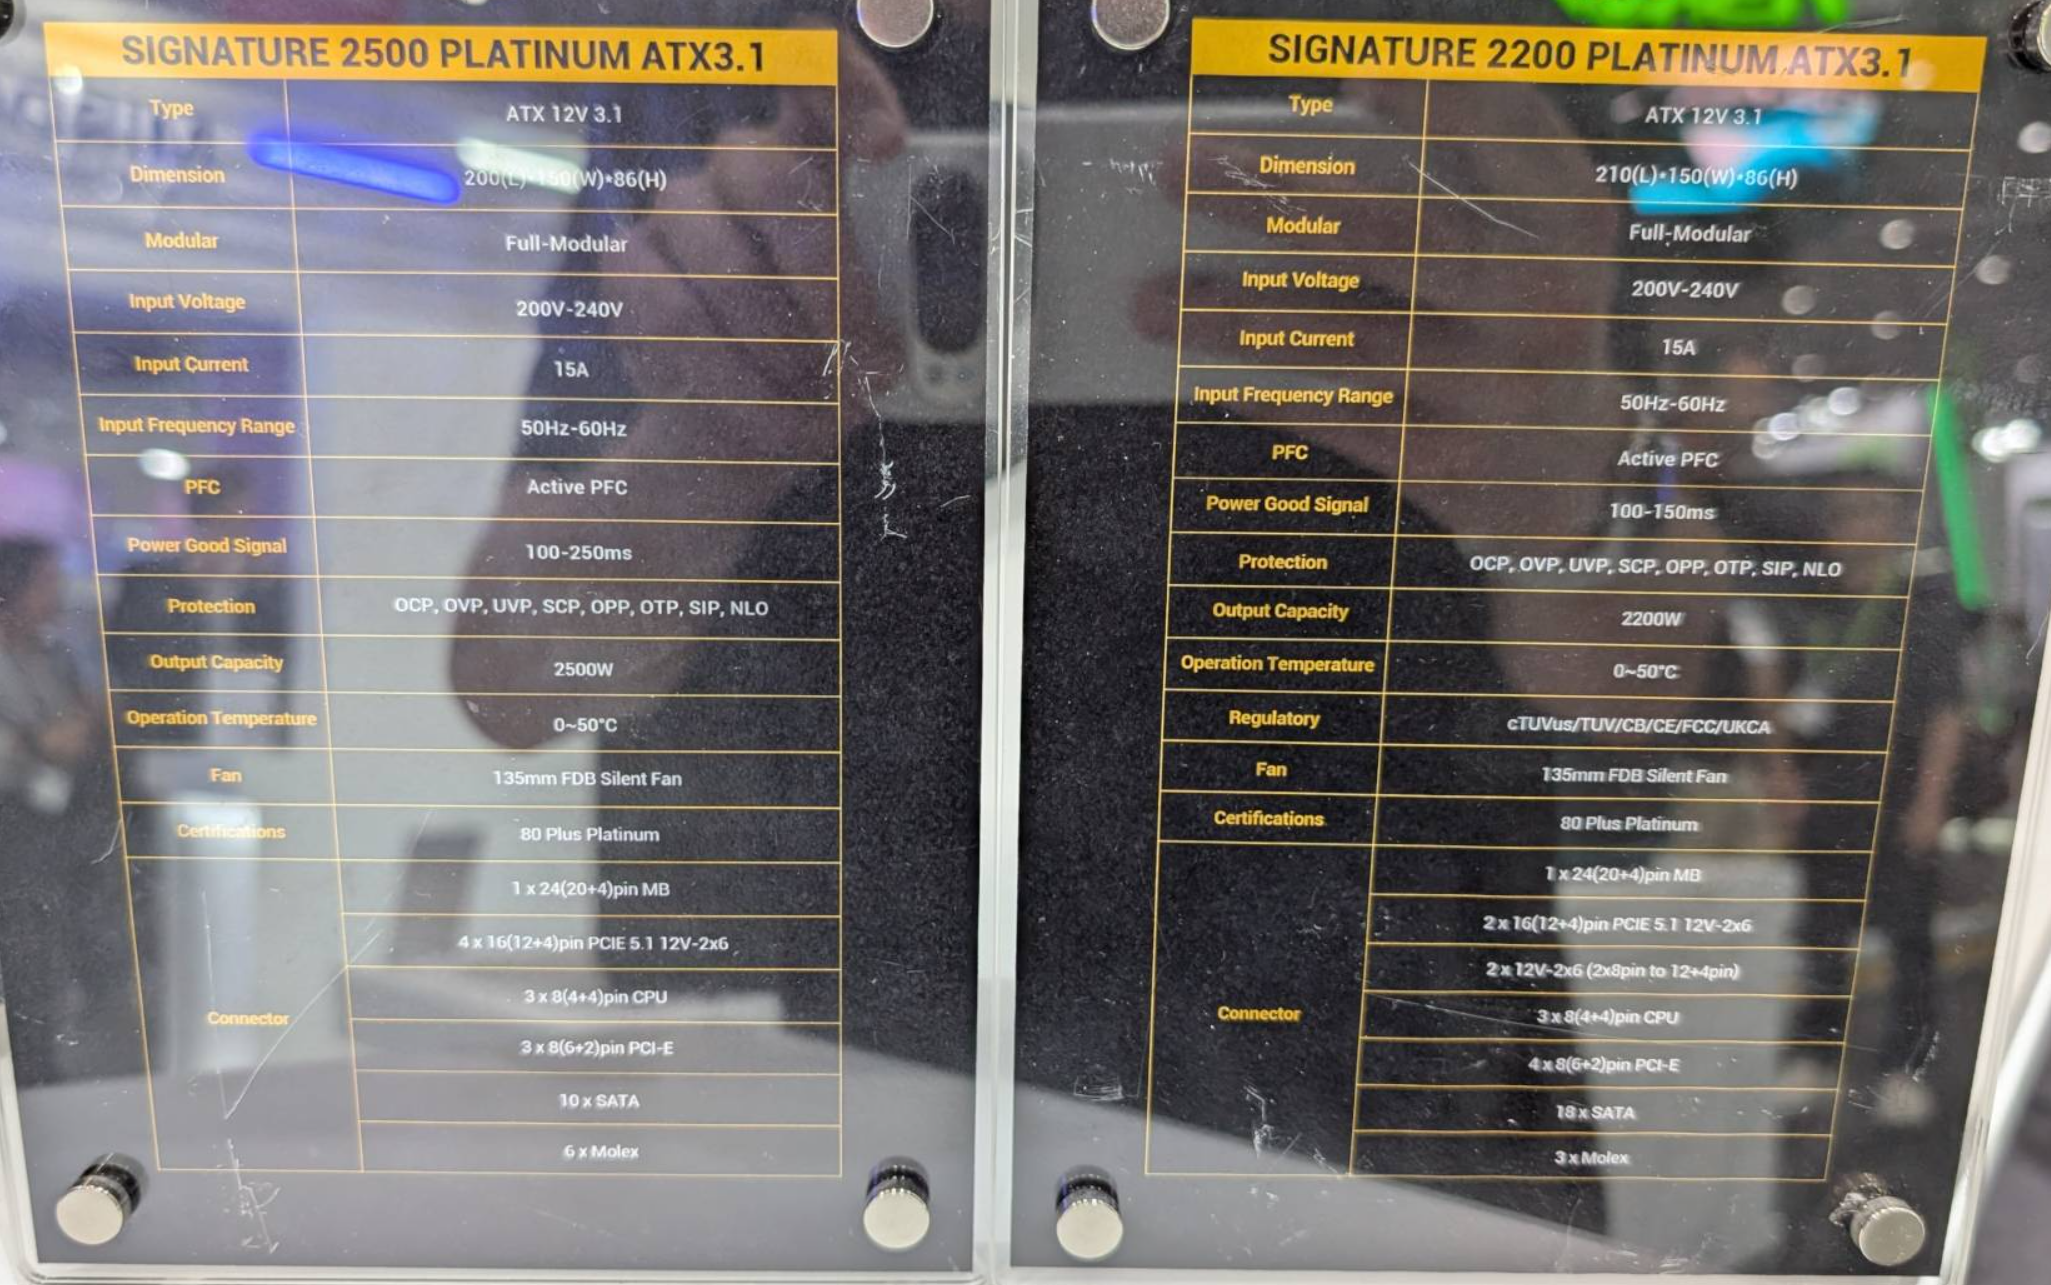 SIGNATURE 2500 PLATINUM ATX3.1
Type ATX 12V 3.1
Dimension 200(L)*150(W)*86(H)
Modular Full-Modular
Input Voltage 200V-240V
Input Current 15A
Input Frequency Range 50Hz-60Hz
PFC Active PFC
Power Good Signal 100-250ms
Protection OCP, OVP, UVP, SCP, OPP, OTP, SIP, NLO
Output Capacity 2500W
Operation Temperature 0~50°C
Fan 135mm FDB Silent Fan
Certifications 80 Plus Platinum
Connector
1 x 24(20+4)pin MB
4 x 16(12+4)pin PCIE 5.1 12V-2x6
3 x 8(4+4)pin CPU
3 x 8(6+2)pin PCI-E
10 x SATA
6 x Molex
SIGNATURE 2200 PLATINUM ATX3.1
Type ATX 12V 3.1
Dimension 210(L)*150(W)*86(H)
Modular Full-Modular
Input Voltage 200V-240V
Input Current 15A
Input Frequency Range 50Hz-60Hz
PFC Active PFC
Power Good Signal 100-150ms
Protection OCP, OVP, UVP, SCP, OPP, OTP, SIP, NLO
Output Capacity 2200W
Operation Temperature 0~50°C
Regulatory cTUVus/TUV/CB/CE/FCC/UKCA
Fan 135mm FDB Silent Fan
Certifications 80 Plus Platinum
Connector
1 x 24(20+4)pin MB
2 x 16(12+4)pin PCIE 5.1 12V-2x6
2 x 12V-2x6 (2x8pin to 12+4pin)
3 x 8(4+4)pin CPU
4 x 8(6+2)pin PCI-E
18 x SATA
3 x Molex